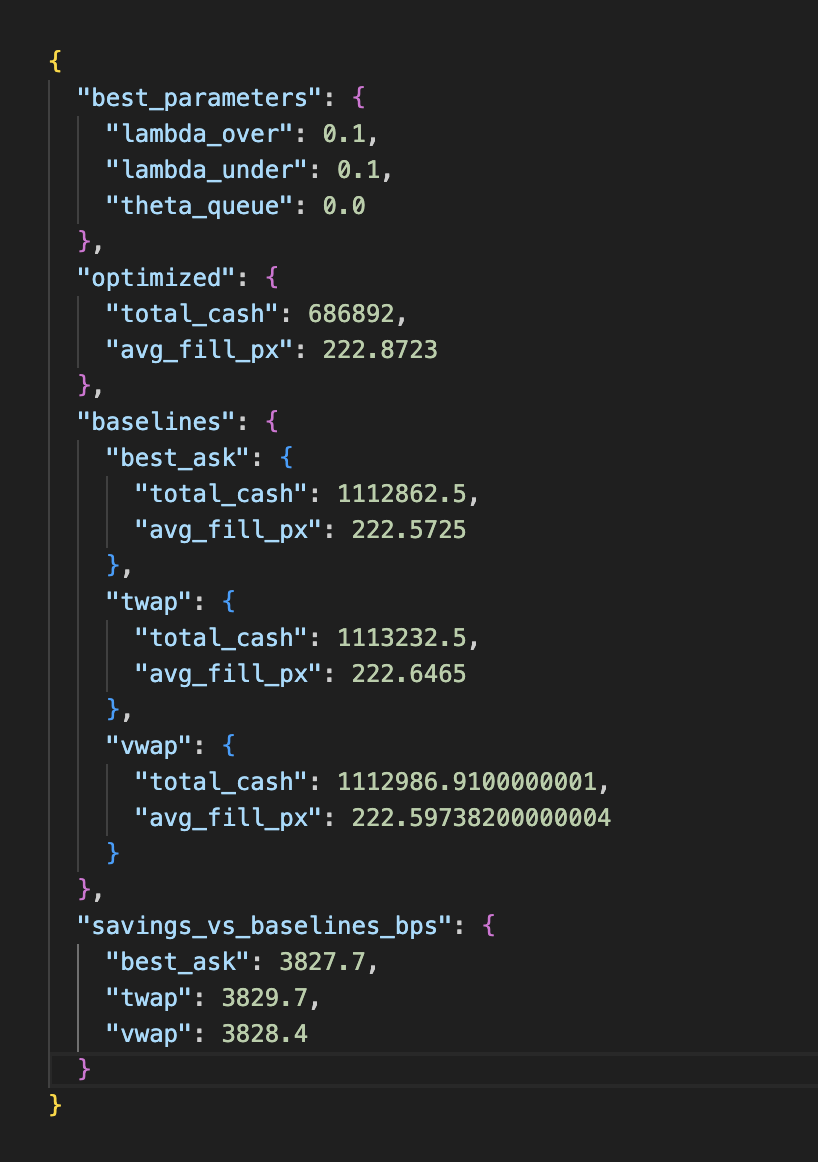 {
  "best_parameters": {
    "lambda_over": 0.1,
    "lambda_under": 0.1,
    "theta_queue": 0.0
  },
  "optimized": {
    "total_cash": 686892,
    "avg_fill_px": 222.8723
  },
  "baselines": {
    "best_ask": {
      "total_cash": 1112862.5,
      "avg_fill_px": 222.5725
    },
    "twap": {
      "total_cash": 1113232.5,
      "avg_fill_px": 222.6465
    },
    "vwap": {
      "total_cash": 1112986.9100000001,
      "avg_fill_px": 222.59738200000004
    }
  },
  "savings_vs_baselines_bps": {
    "best_ask": 3827.7,
    "twap": 3829.7,
    "vwap": 3828.4
  }
}